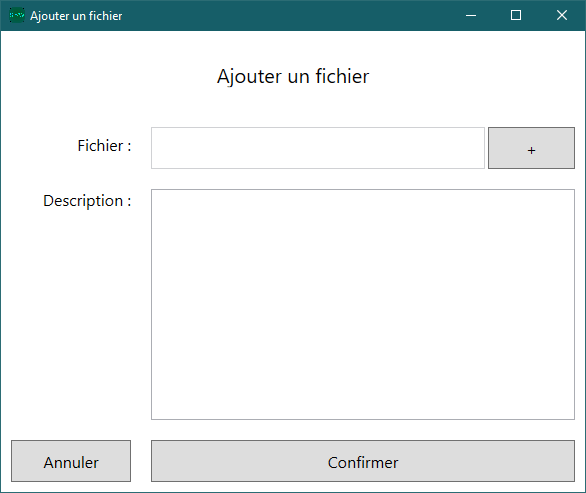 Ajouter un fichier
Ajouter un fichier
Fichier :
+
Description :
Annuler
Confirmer